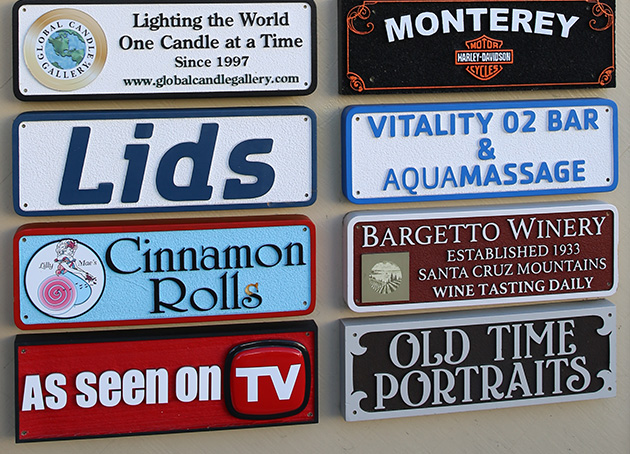 GLOBAL CANDLE
GALLERY
Lighting the World
One Candle at a Time
Since 1997
www.globalcandlegallery.com
MONTEREY
MOTOR
HARLEY-DAVIDSON
CYCLES
Lids
VITALITY O2 BAR
&
AQUAMASSAGE
Lilly Mae's
Cinnamon
Rolls
BARGETTO WINERY
ESTABLISHED 1933
SANTA CRUZ MOUNTAINS
WINE TASTING DAILY
AS SEEN ON TV
OLD TIME
PORTRAITS